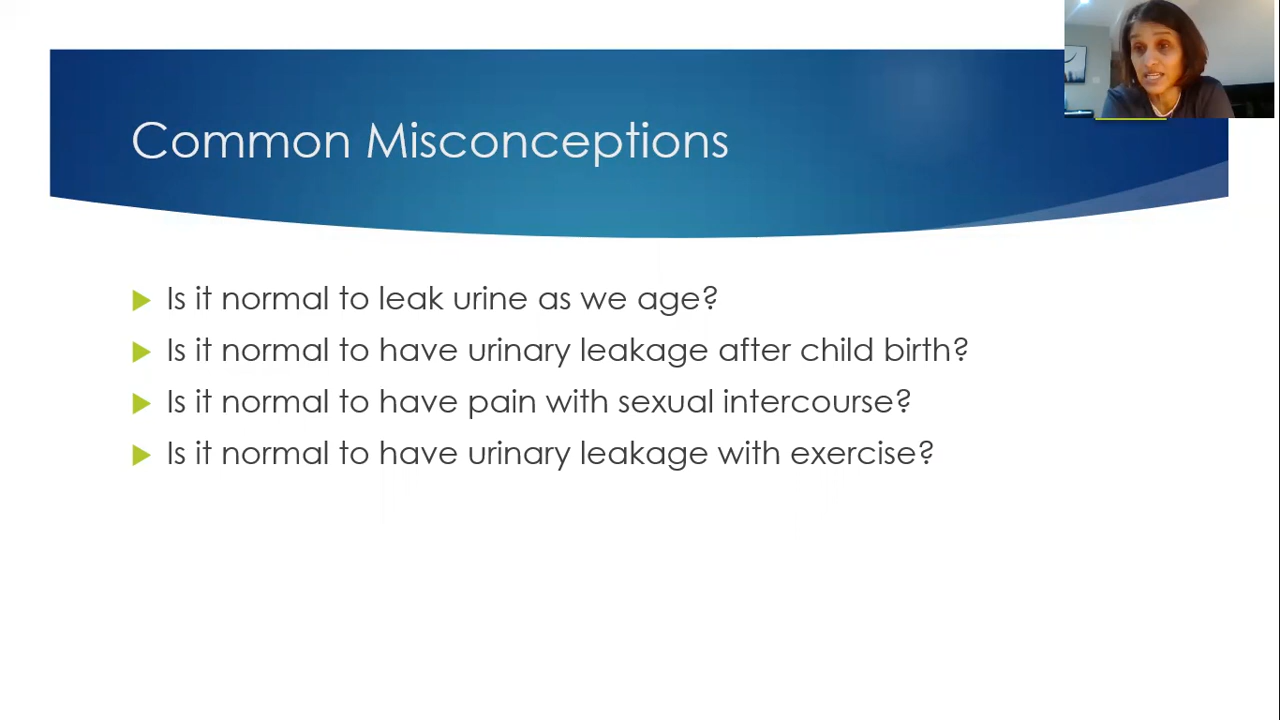 Common Misconceptions
Is it normal to leak urine as we age?
Is it normal to have urinary leakage after child birth?
Is it normal to have pain with sexual intercourse?
Is it normal to have urinary leakage with exercise?